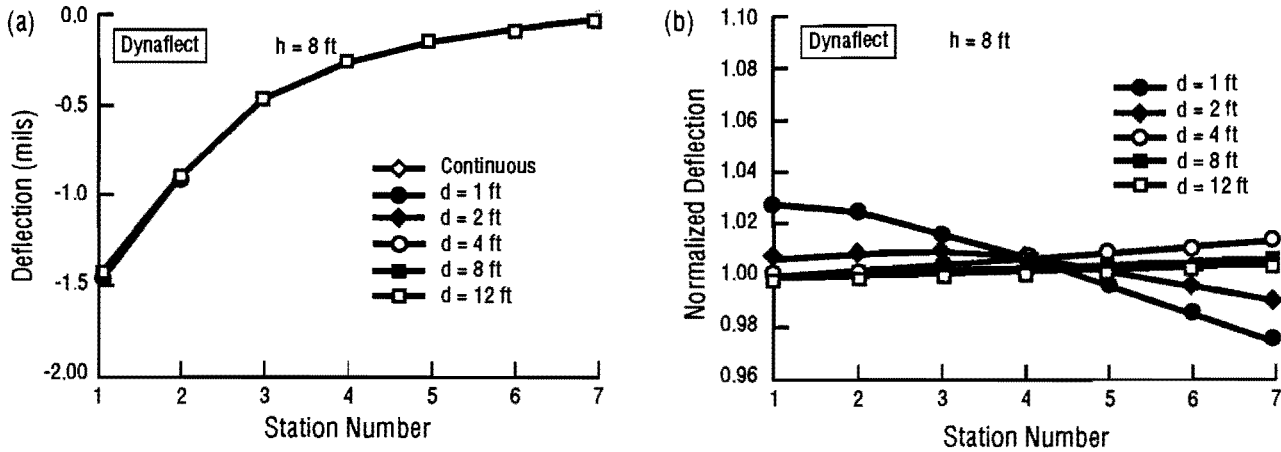 (a)
0.0
-0.5
-1.0
-1.5
-2.00
Deflection (mils)
Dynaflect
h = 8 ft
Continuous
d = 1 ft
d = 2 ft
d = 4 ft
d = 8 ft
d = 12 ft
1 2 3 4 5 6 7
Station Number
(b)
1.10
1.08
1.06
1.04
1.02
1.00
0.98
0.96
Normalized Deflection
Dynaflect
h = 8 ft
d = 1 ft
d = 2 ft
d = 4 ft
d = 8 ft
d = 12 ft
1 2 3 4 5 6 7
Station Number